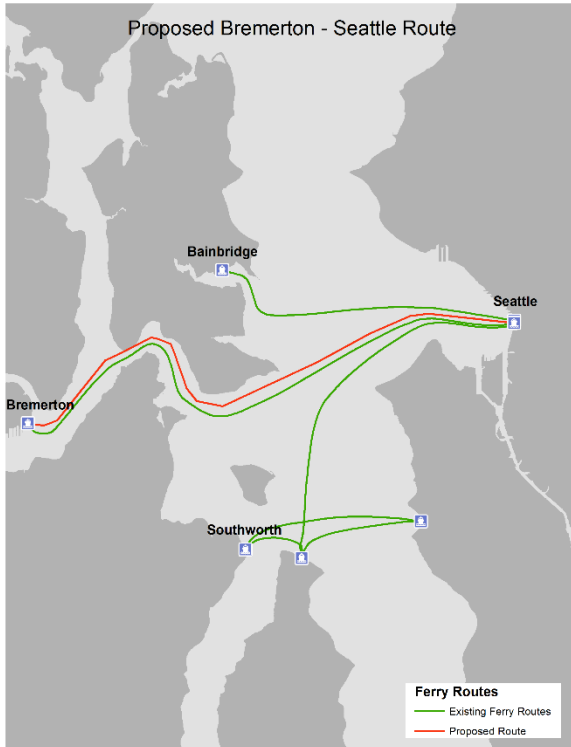 Proposed Bremerton - Seattle Route
Bainbridge
Seattle
Bremerton
Southworth
Ferry Routes
Existing Ferry Routes
Proposed Route